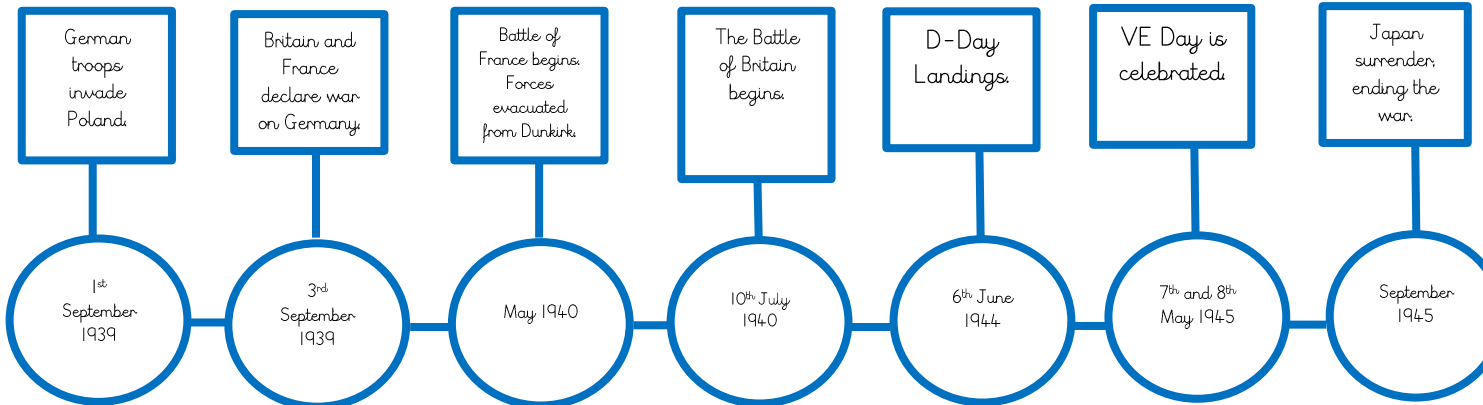 German
troops
invade
Poland.
Britain and
France
declare war
on Germany.
Battle of
France begins.
Forces
evacuated
from Dunkirk.
The Battle
of Britain
begins.
D-Day
Landings.
VE Day is
celebrated.
Japan
surrender,
ending the
war.
1st
September
1939
3rd
September
1939
May 1940
10th July
1940
6th June
1944
7th and 8th
May 1945
September
1945